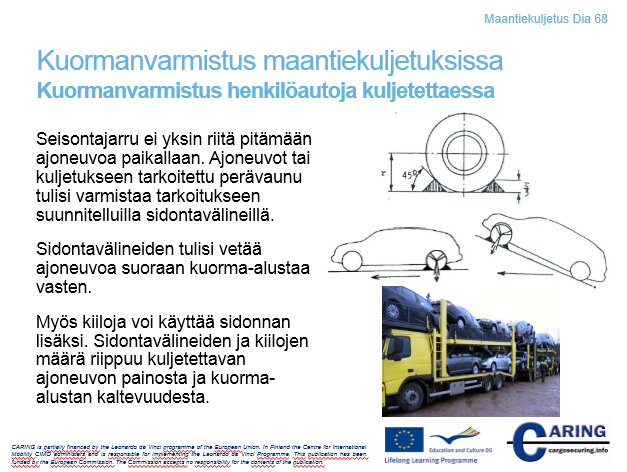 Maantiekuljetus Dia 68
Kuormanvarmistus maantiekuljetuksissa
Kuormanvarmistus henkilöautoja kuljetettaessa
Seisontajarru ei yksin riitä pitämään
ajoneuvoa paikallaan. Ajoneuvot tai
kuljetukseen tarkoitettu perävaunu
tulisi varmistaa tarkoitukseen
suunnitelluilla sidontavälineillä.
Sidontavälineiden tulisi vetää
ajoneuvoa suoraan kuorma-alustaa
vasten.
Myös kiiloja voi käyttää sidonnan
lisäksi. Sidontavälineiden ja kiilojen
määrä riippuu kuljetettavan
ajoneuvon painosta ja kuorma-
alustan kaltevuudesta.
r
45°
r
3
CARING is partially financed by the Leonardo da Vinci programme of the European Union. In Finland the Centre for International
Mobility CIMO administers and is responsible for implementing the Leonardo da Vinci Programme. This publication has been
funded by the European Commission. The Commission accepts no responsibility for the contents of the publication.
Education and Culture DG
Lifelong Learning Programme
CARING
cargosecuring.info